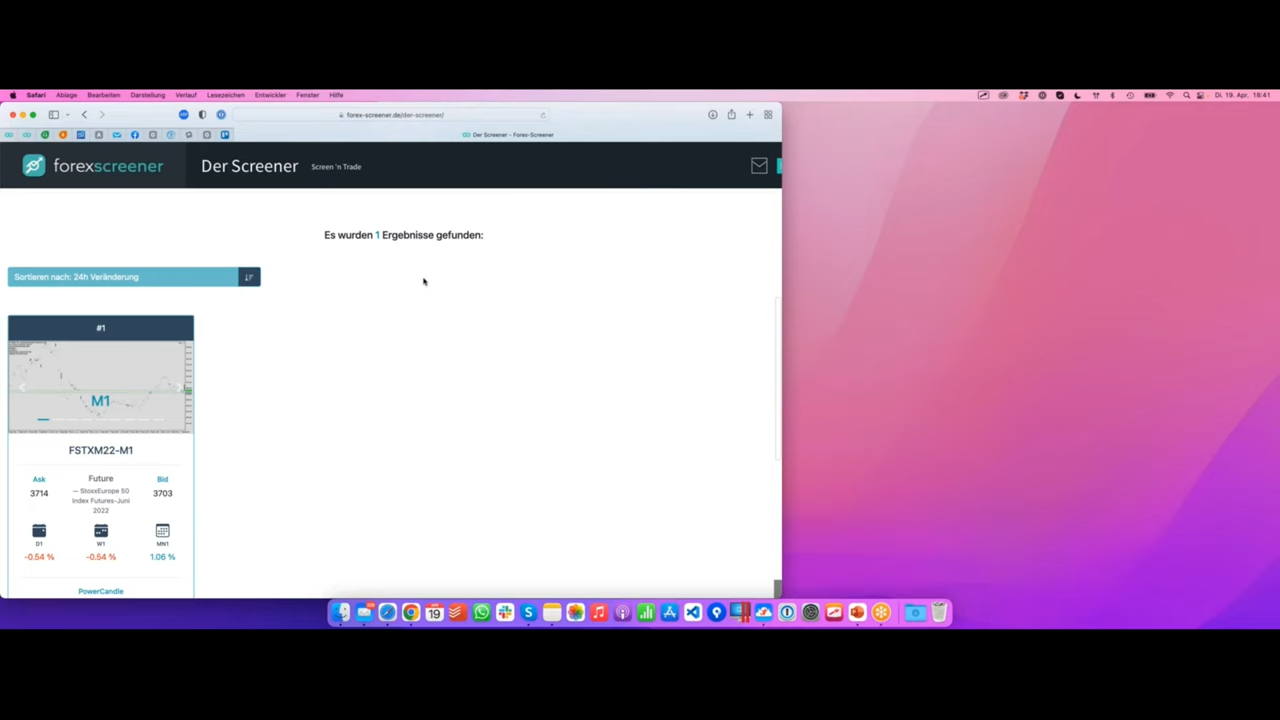 Safari Ablage Bearbeiten Darstellung Verlauf Lesezeichen Entwickler Fenster Hilfe
Di. 19. Apr. 18:41
forex-screener.de/der-screener/
Der Screener - Forex-Screener
forexscreener
Der Screener
Screen 'n Trade
Es wurden 1 Ergebnisse gefunden:
Sortieren nach: 24h Veränderung
#1
M1
FSTXM22-M1
Ask Future Bid
3714 3703
— StoxxEurope 50
Index Futures-Juni
2022
D1 W1 MN1
-0.54 % -0.54 % 1.06 %
PowerCandle
19